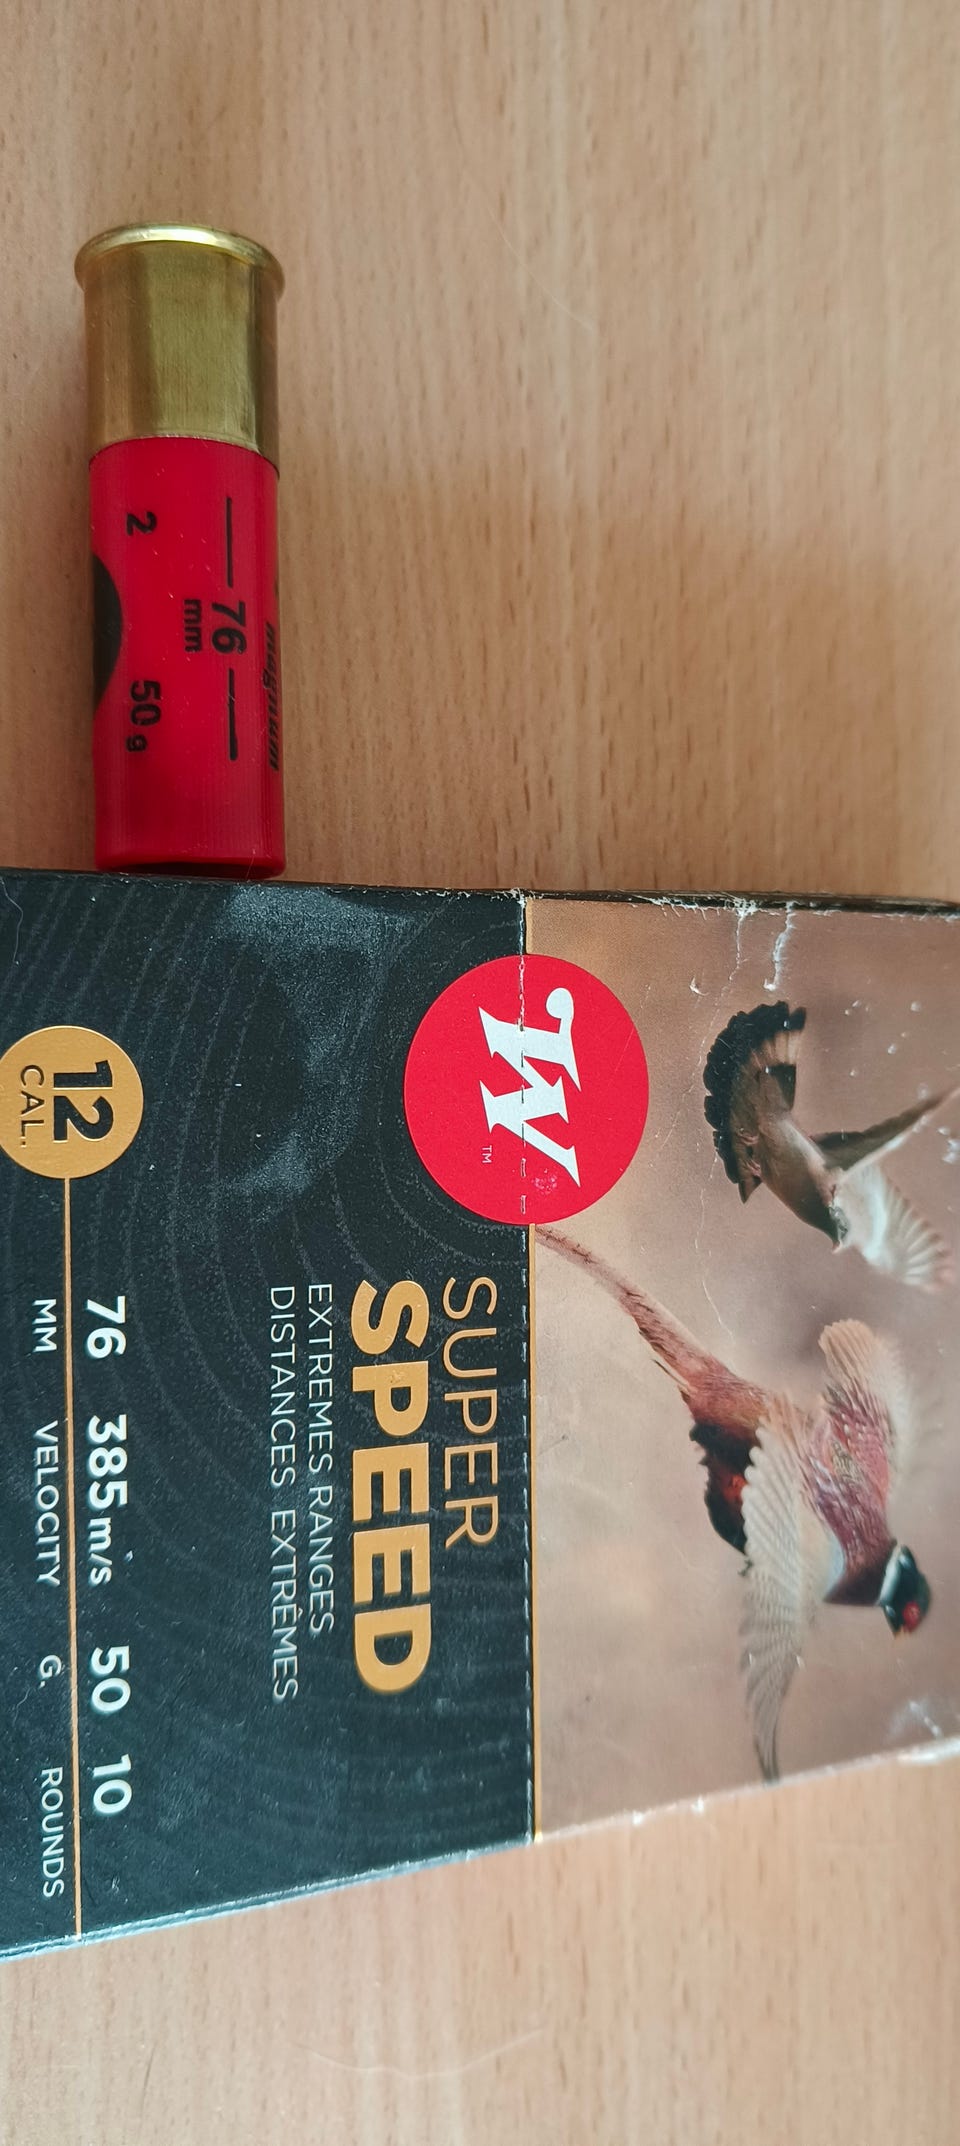 magnum
76
mm
2 50 g
W
TM
SUPER
SPEED
EXTREMES RANGES
DISTANCES EXTRÊMES
12
CAL.
76 385 m/s 50 10
MM VELOCITY G. ROUNDS